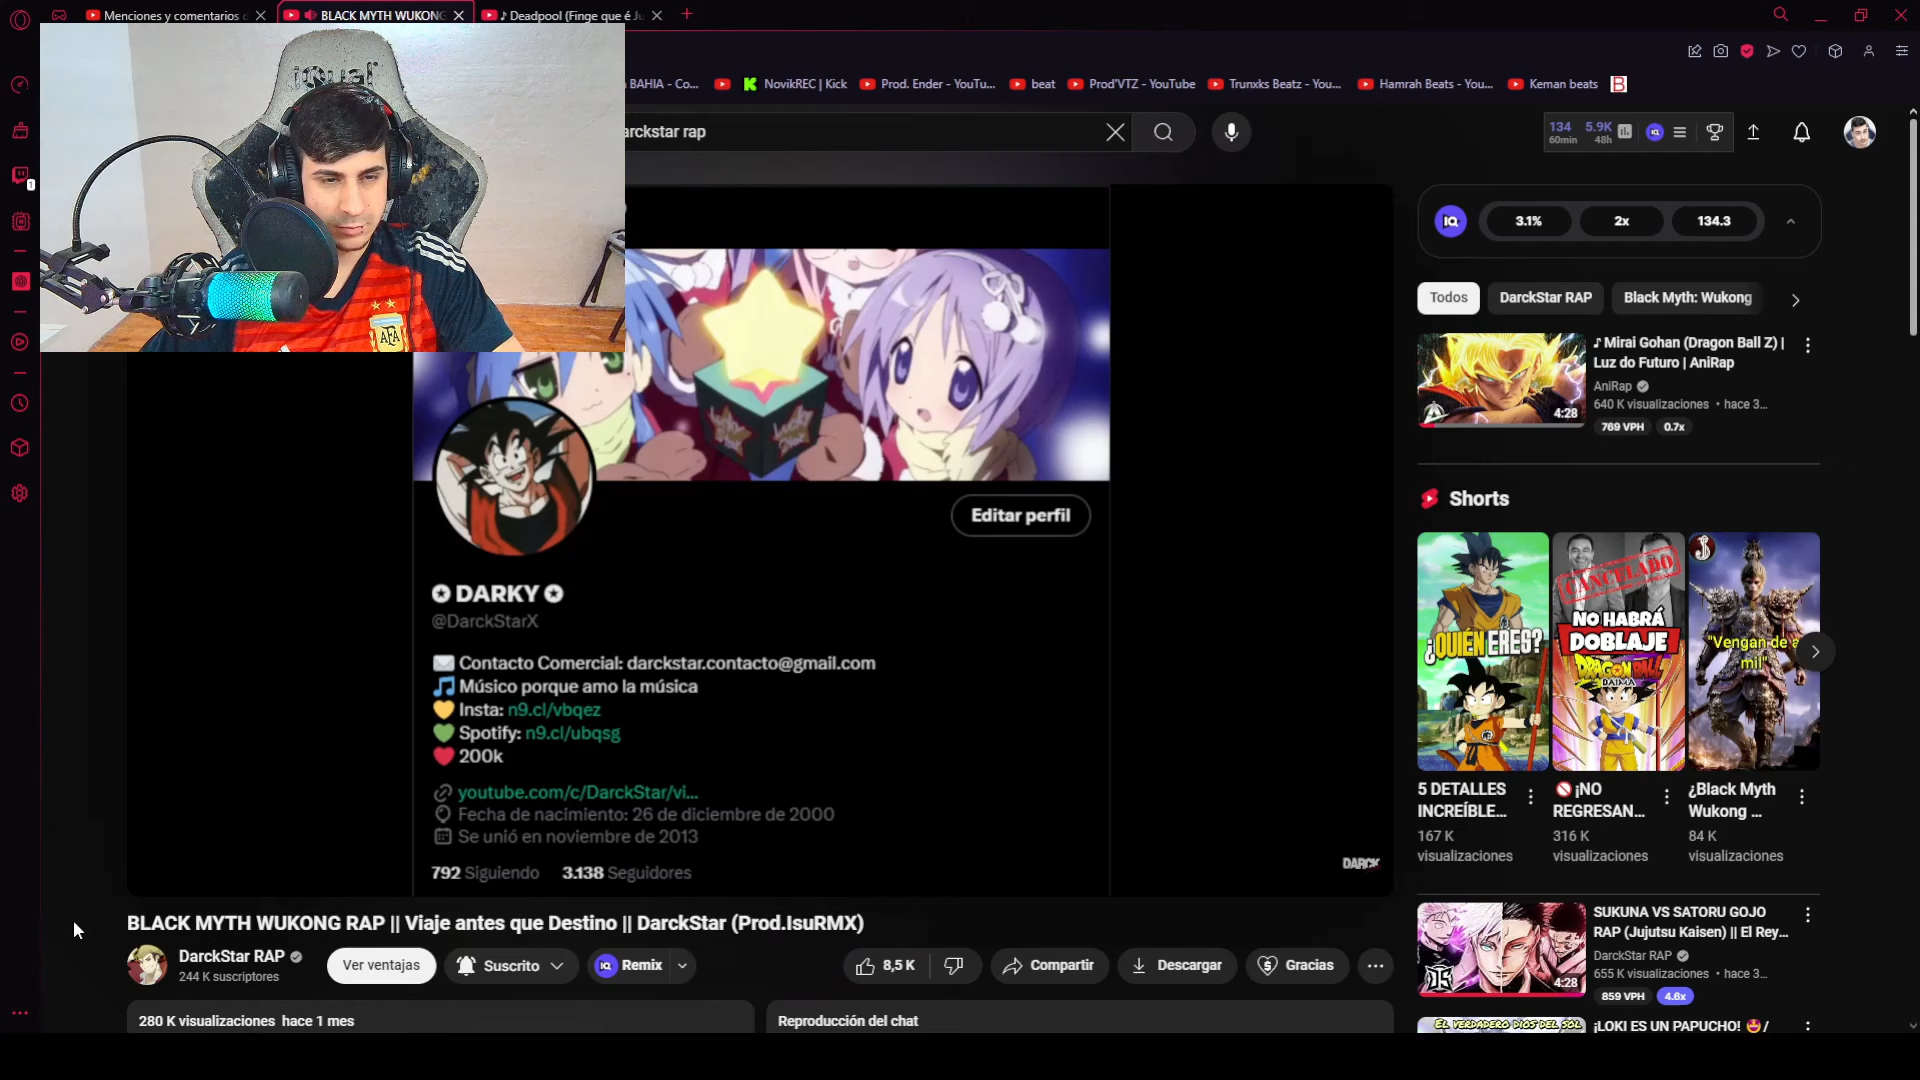 Menciones y comentarios
BLACK MYTH WUKONG
♪ Deadpool (Finge que é Ju
iQual
AFA
1
BAHIA - Co...
NovikREC | Kick
Prod. Ender - YouTu...
beat
Prod'VTZ - YouTube
Trunxks Beatz - You...
Hamrah Beats - You...
Keman beats
B
arckstar rap
134
60min
5.9K
48h
Editar perfil
✪ DARKY ✪
@DarckStarX
✉️ Contacto Comercial: darckstar.contacto@gmail.com
🎵 Músico porque amo la música
💛 Insta: n9.cl/vbqez
💚 Spotify: n9.cl/ubqsg
❤️ 200k
youtube.com/c/DarckStar/vi...
Fecha de nacimiento: 26 de diciembre de 2000
Se unió en noviembre de 2013
792 Siguiendo 3.138 Seguidores
DARCK
BLACK MYTH WUKONG RAP || Viaje antes que Destino || DarckStar (Prod.IsuRMX)
DarckStar RAP
244 K suscriptores
Ver ventajas
Suscrito
Remix
8,5 K
Compartir
Descargar
Gracias
280 K visualizaciones hace 1 mes
Reproducción del chat
3.1%
2x
134.3
Todos
DarckStar RAP
Black Myth: Wukong
4:28
♪ Mirai Gohan (Dragon Ball Z) |
Luz do Futuro | AniRap
AniRap
640 K visualizaciones • hace 3...
769 VPH 0.7x
Shorts
¿QUIÉN ERES?
CANCELADO
NO HABRÁ
DOBLAJE
DRAGON BALL
DAIMA
"Vengan de a
mil"
5 DETALLES
INCREÍBLE...
167 K
visualizaciones
🚫 ¡NO
REGRESAN...
316 K
visualizaciones
¿Black Myth
Wukong ...
84 K
visualizaciones
4:28
SUKUNA VS SATORU GOJO
RAP (Jujutsu Kaisen) || El Rey...
DarckStar RAP
655 K visualizaciones • hace 3...
859 VPH 4.6x
EL VERDADERO DIOS DEL SOL
¡LOKI ES UN PAPUCHO! 🤩/